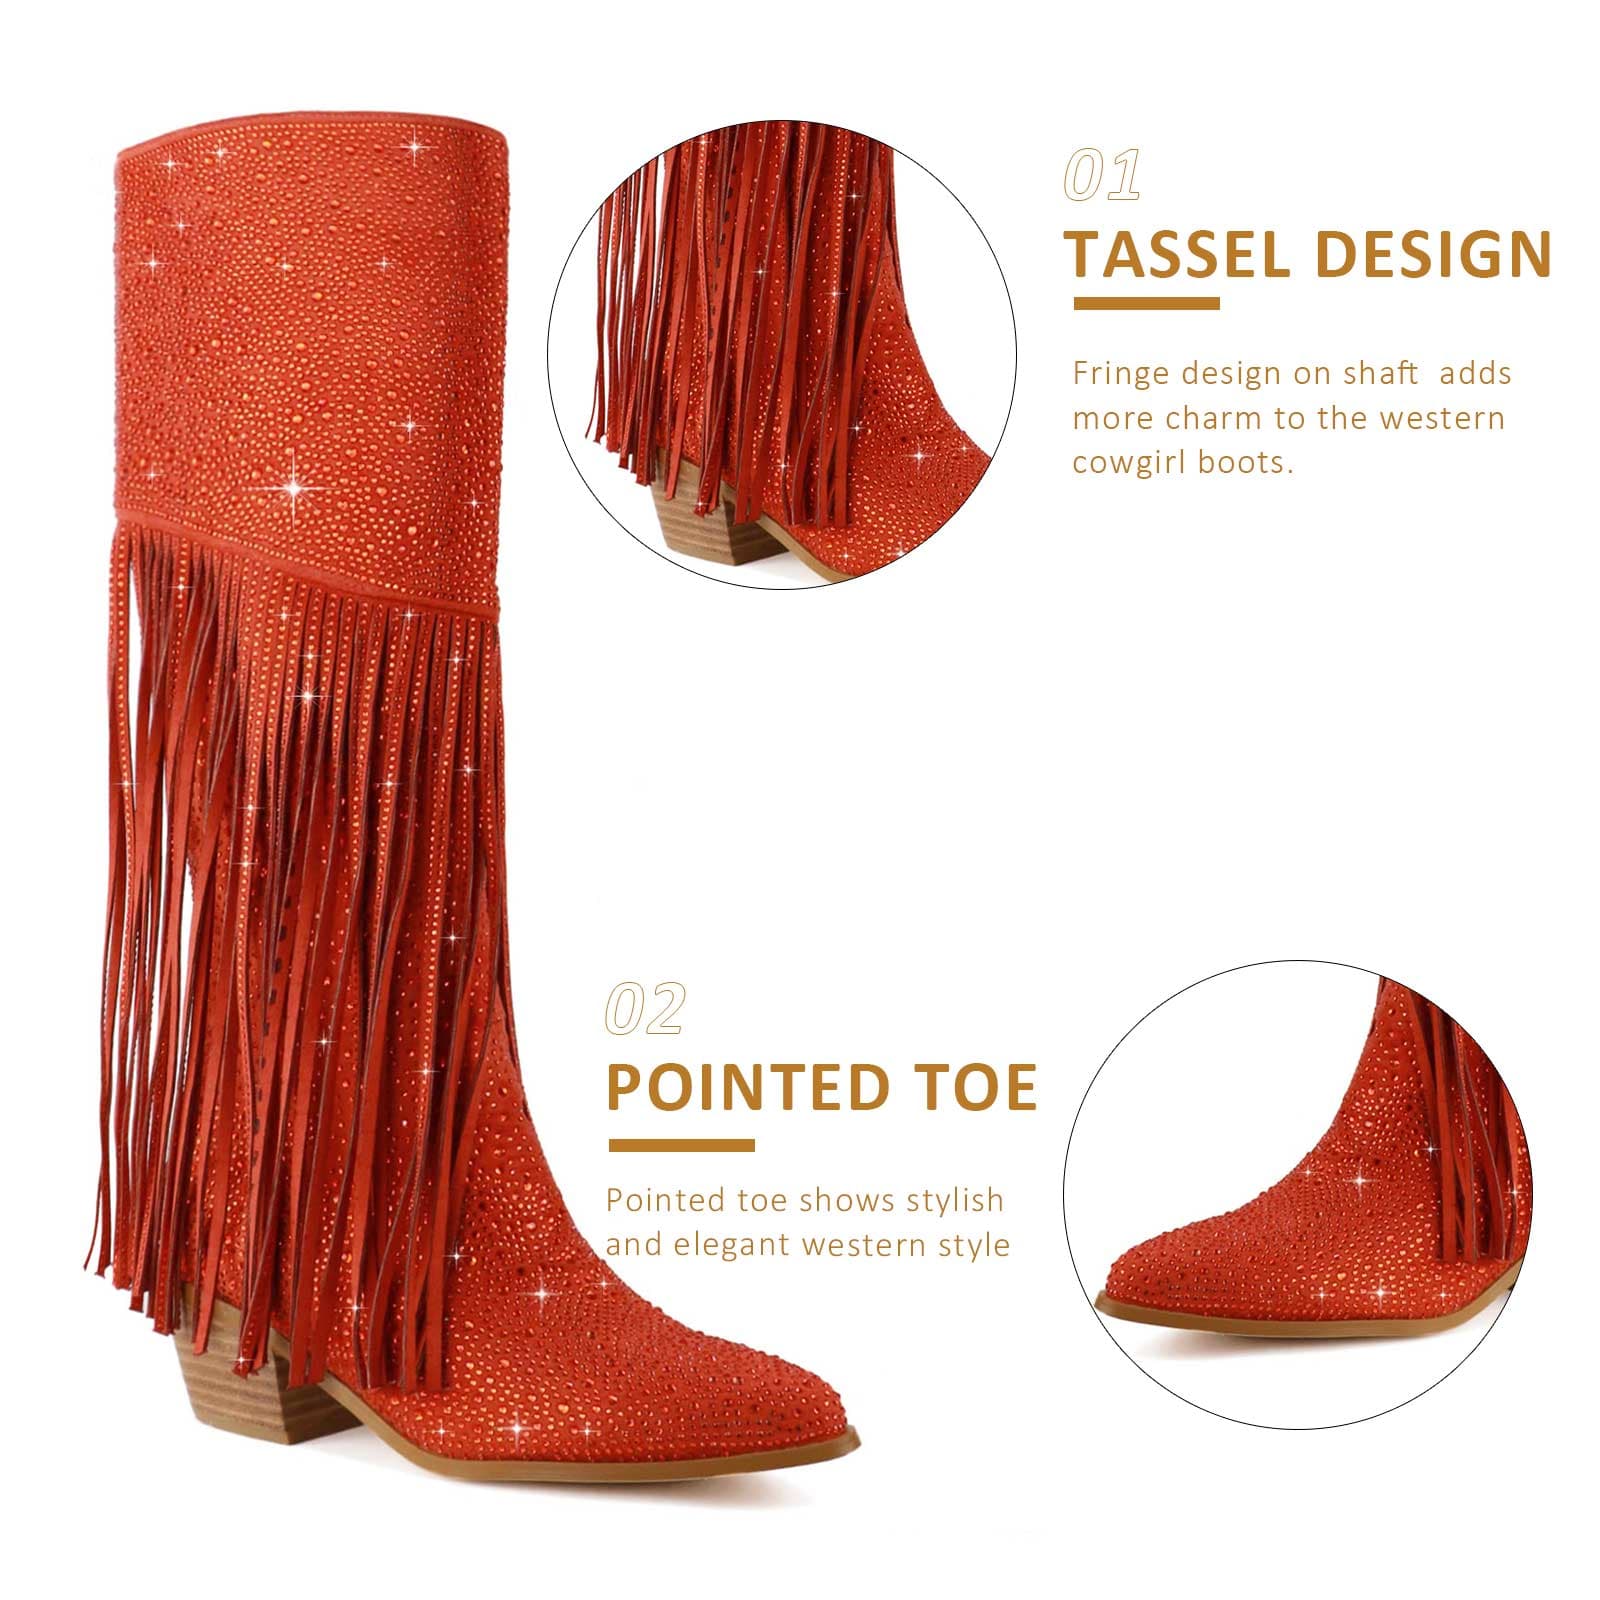 01
TASSEL DESIGN
Fringe design on shaft  adds
more charm to the western
cowgirl boots.
02
POINTED TOE
Pointed toe shows stylish
and elegant western style